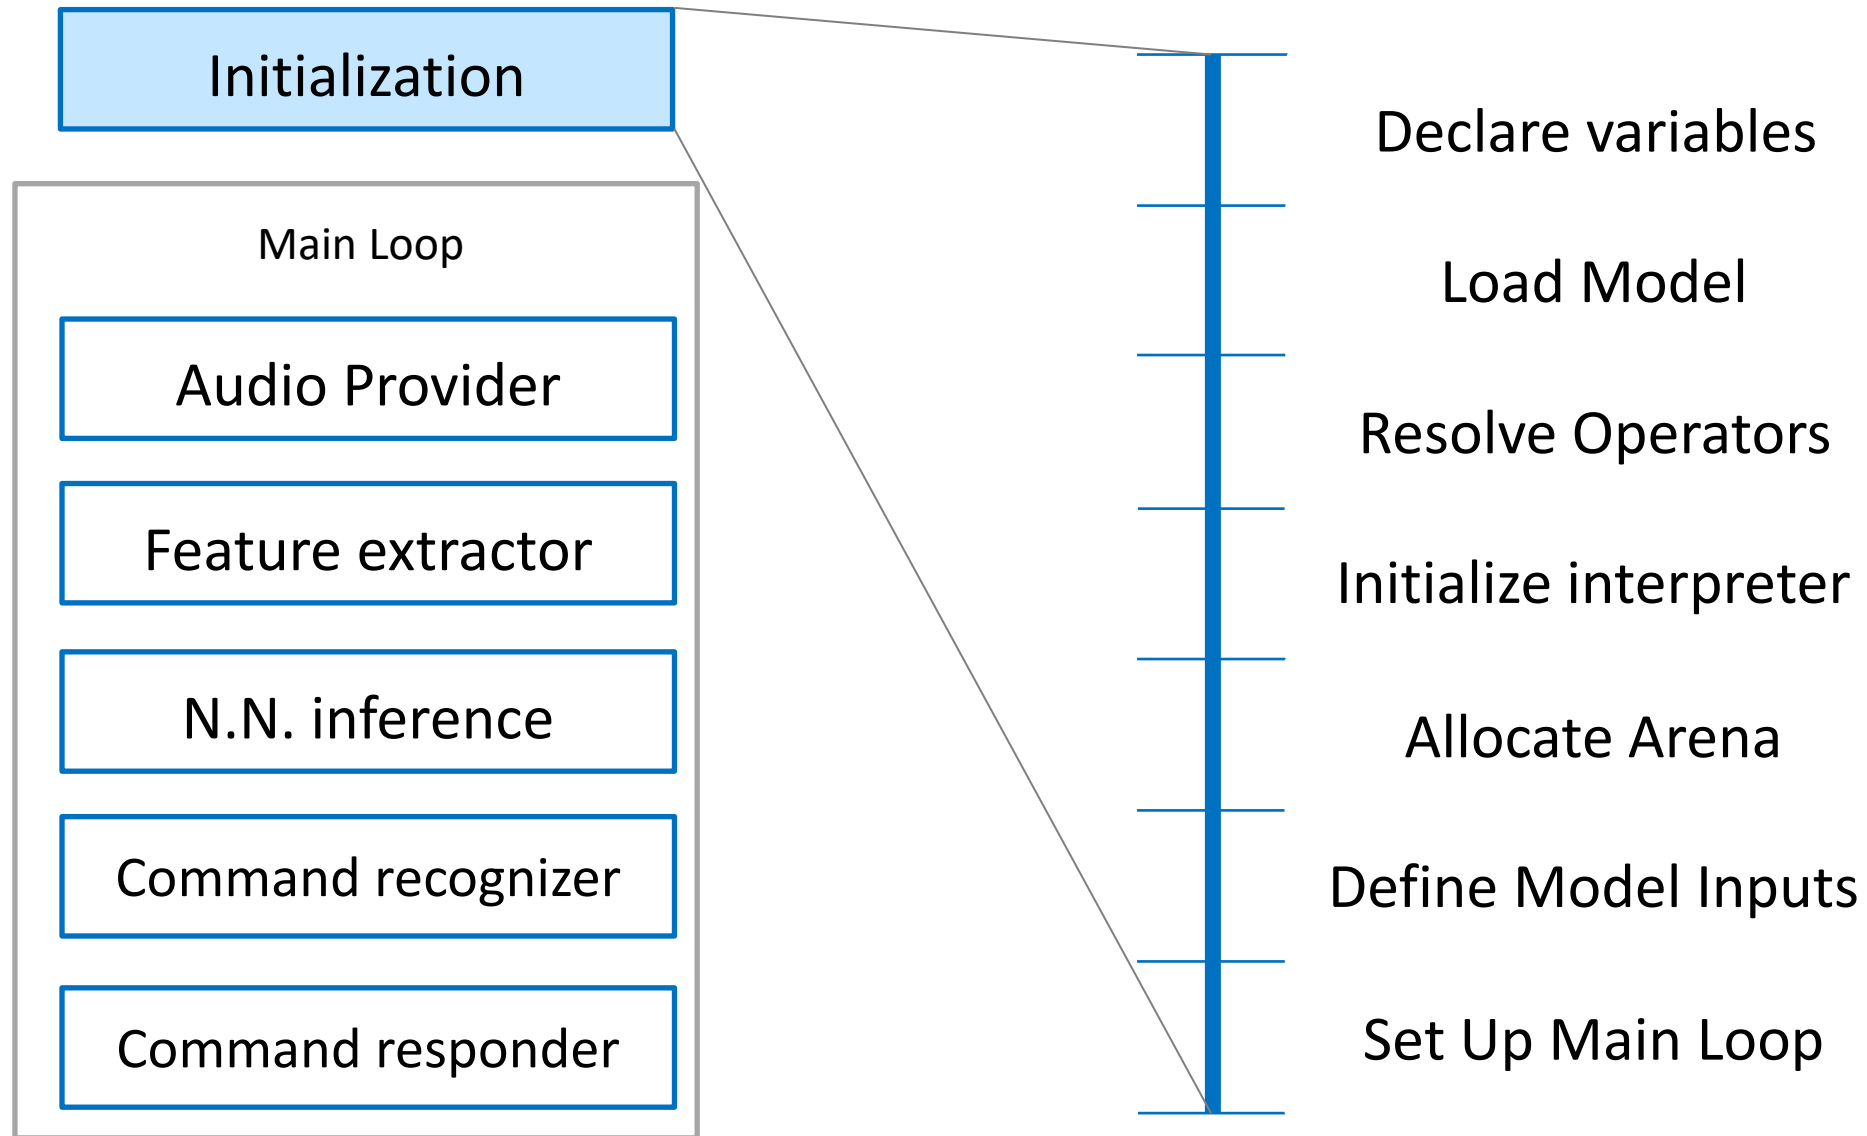 Initialization
Main Loop
Audio Provider
Feature extractor
N.N. inference
Command recognizer
Command responder
Declare variables
Load Model
Resolve Operators
Initialize interpreter
Allocate Arena
Define Model Inputs
Set Up Main Loop